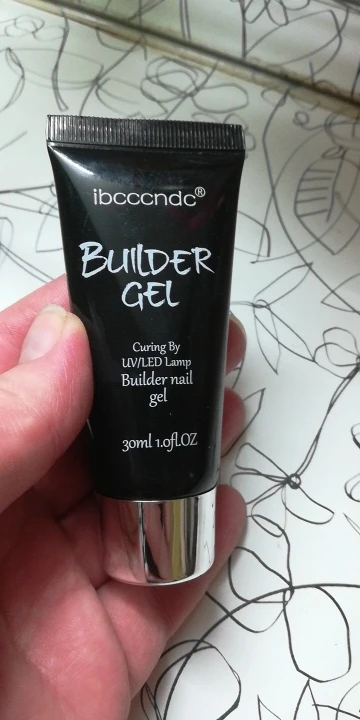 ibcccndc®
BUILDER
GEL
Curing By
UV/LED Lamp
Builder nail
gel
30ml 1.0fl.OZ